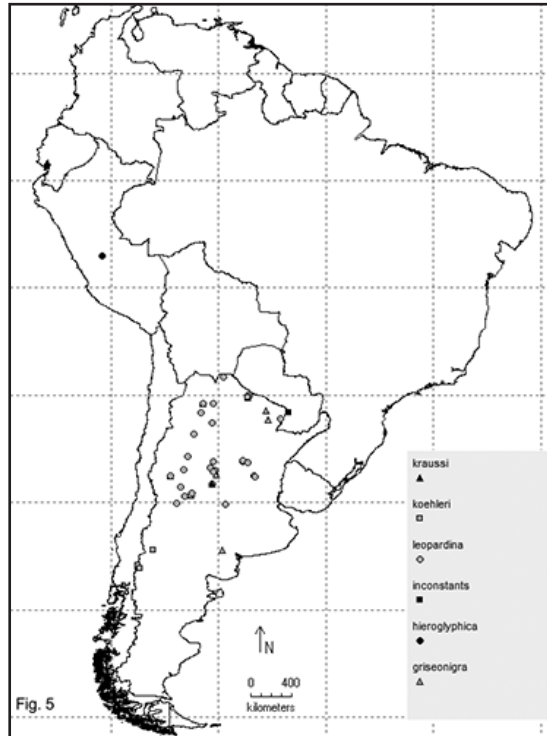 kraussi
koehleri
leopardina
inconstants
hieroglyphica
griseonigra
N
0 400
kilometers
Fig. 5